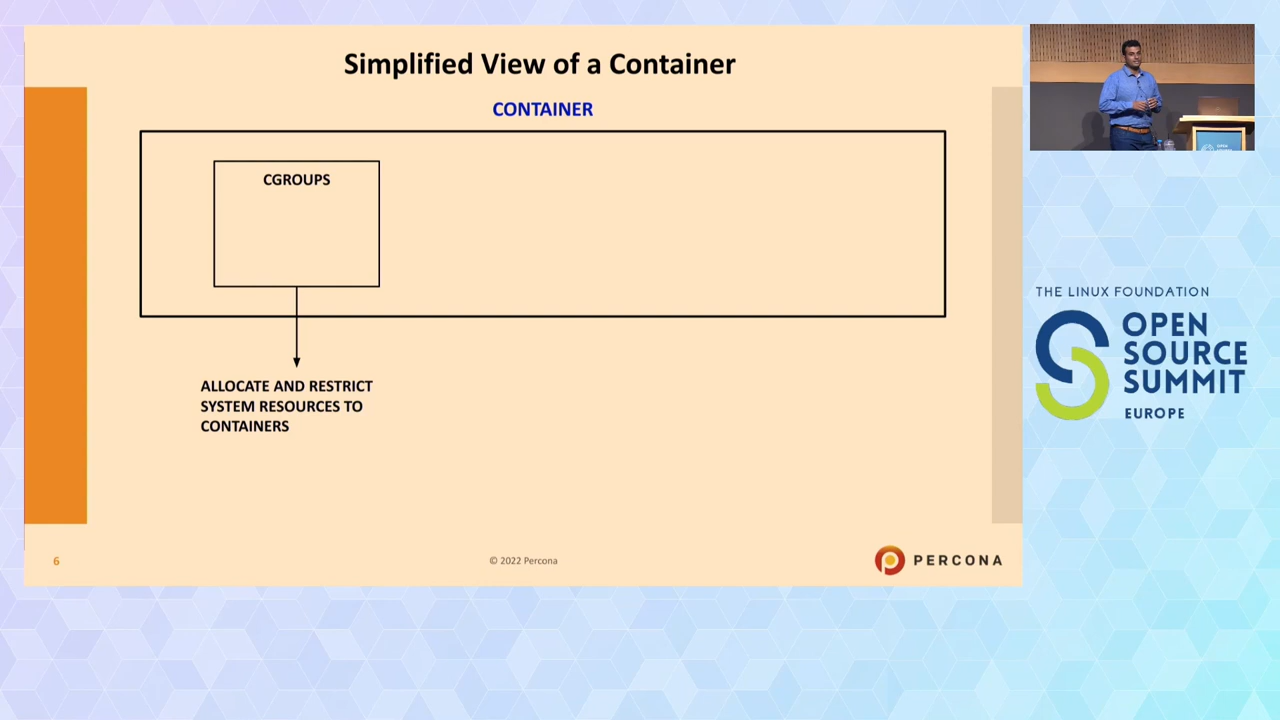 Simplified View of a Container
CONTAINER
CGROUPS
ALLOCATE AND RESTRICT
SYSTEM RESOURCES TO
CONTAINERS
6
© 2022 Percona
PERCONA
THE LINUX FOUNDATION
OPEN
SOURCE
SUMMIT
EUROPE